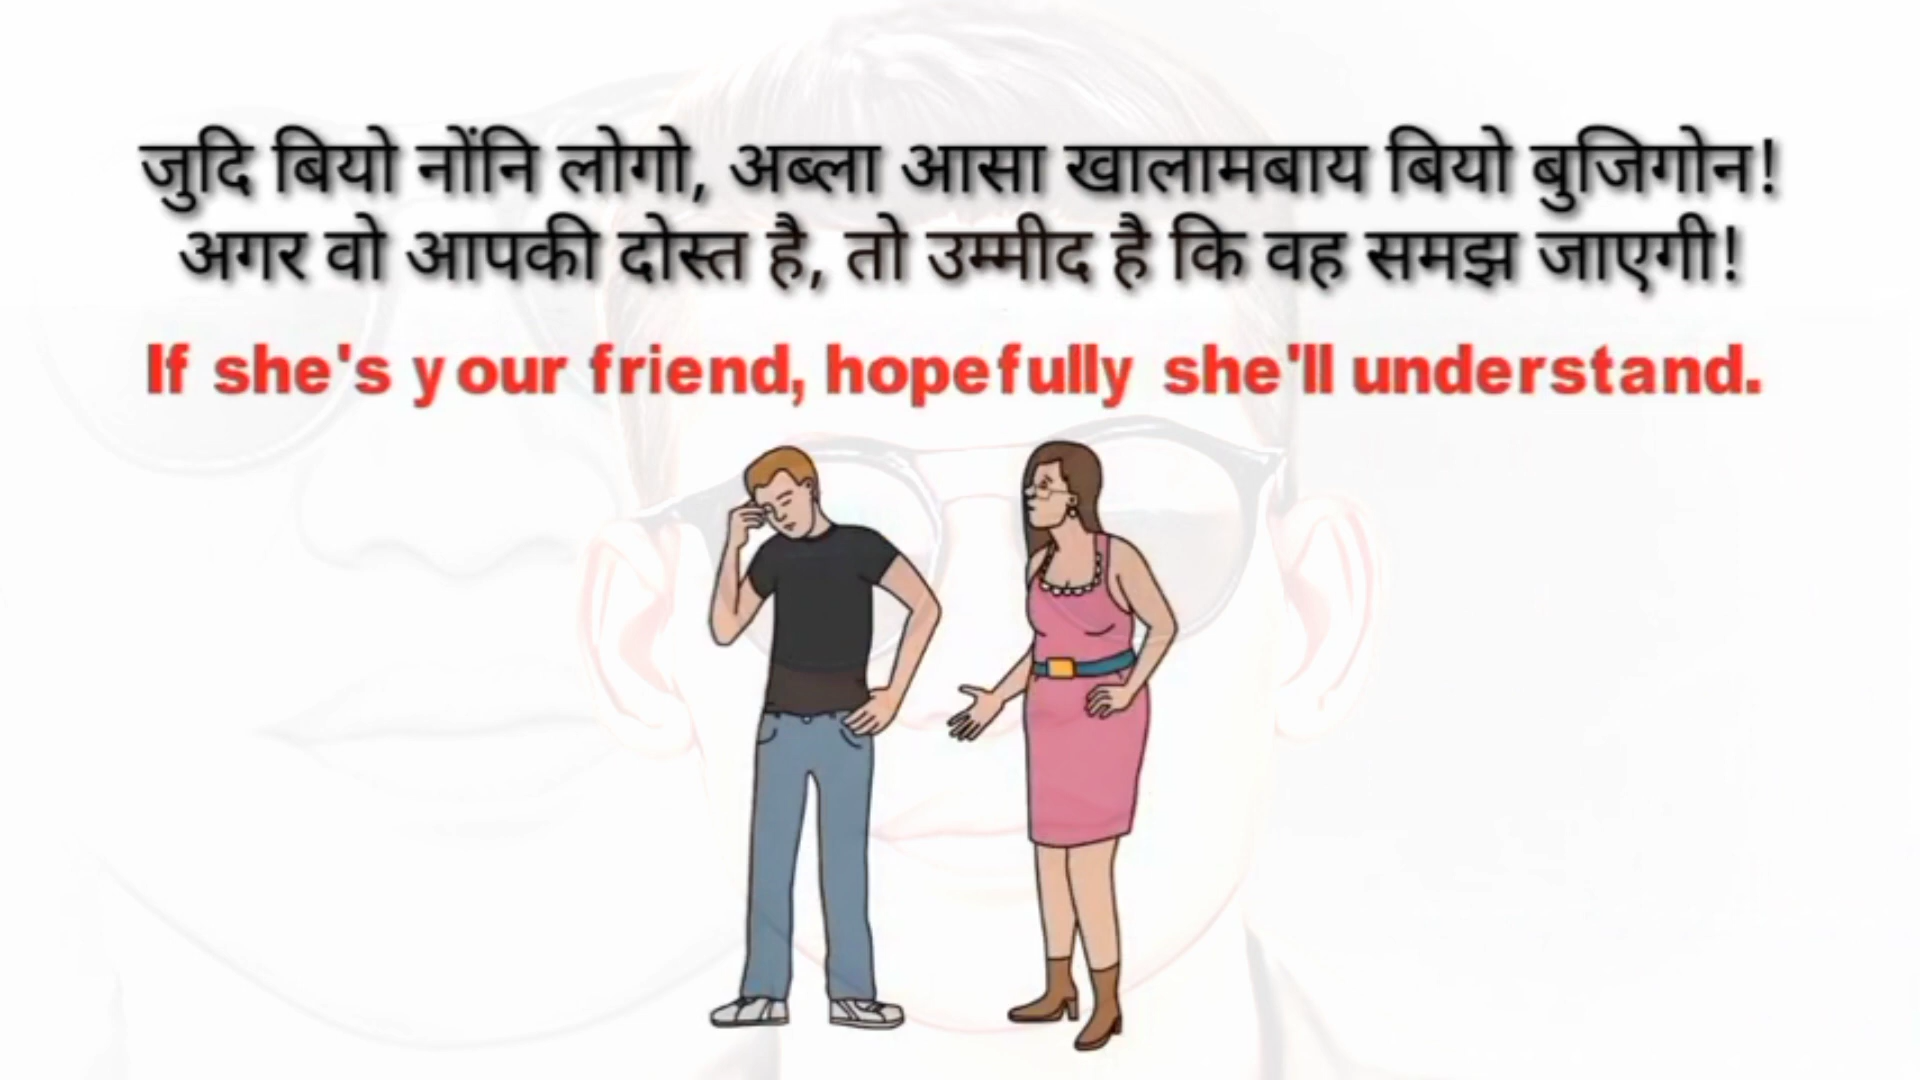 जुदि बियो नोंनि लोगो, अब्ला आसा खालामबाय बियो बुजिगोन!
अगर वो आपकी दोस्त है, तो उम्मीद है कि वह समझ जाएगी!
If she's your friend, hopefully she'll understand.